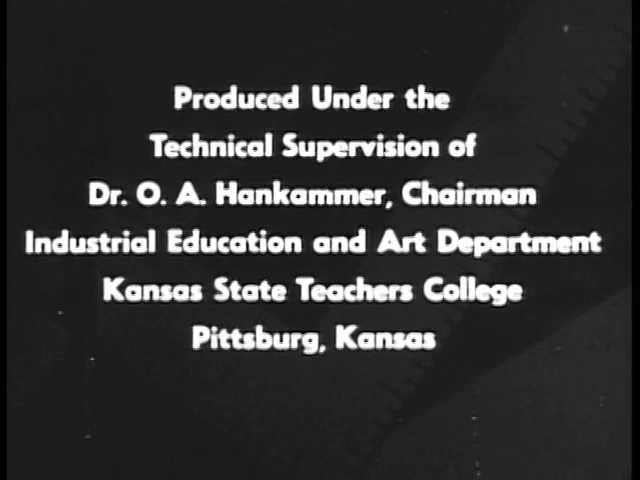 Produced Under the
Technical Supervision of
Dr. O. A. Hankammer, Chairman
Industrial Education and Art Department
Kansas State Teachers College
Pittsburg, Kansas